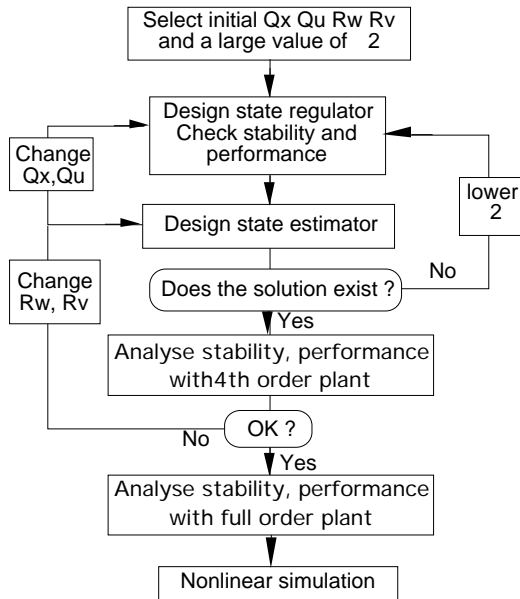 Select initial Qx Qu Rw Rv
and a large value of 2
Design state regulator
Check stability and
performance
Change
Qx,Qu
lower
2
Design state estimator
Change
Rw, Rv
No
Does the solution exist ?
Yes
Analyse stability, performance
with4th order plant
OK ?
No
Yes
Analyse stability, performance
with full order plant
Nonlinear simulation